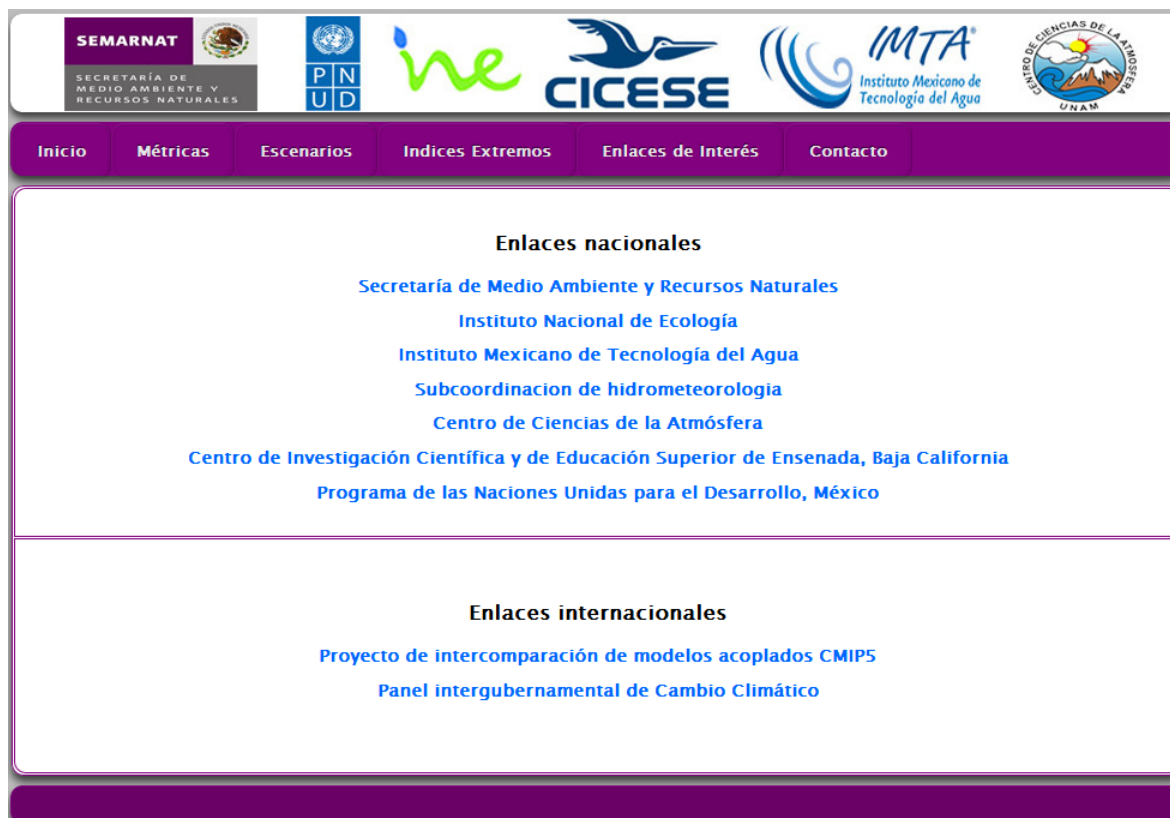 SEMARNAT
SECRETARÍA DE
MEDIO AMBIENTE Y
RECURSOS NATURALES
P N
U D
ine
CICESE
IMTA
Instituto Mexicano de
Tecnología del Agua
CENTRO DE CIENCIAS DE LA ATMOSFERA
UNAM
Inicio Métricas Escenarios Indices Extremos Enlaces de Interés Contacto
Enlaces nacionales
Secretaría de Medio Ambiente y Recursos Naturales
Instituto Nacional de Ecología
Instituto Mexicano de Tecnología del Agua
Subcoordinacion de hidrometeorologia
Centro de Ciencias de la Atmósfera
Centro de Investigación Científica y de Educación Superior de Ensenada, Baja California
Programa de las Naciones Unidas para el Desarrollo, México
Enlaces internacionales
Proyecto de intercomparación de modelos acoplados CMIP5
Panel intergubernamental de Cambio Climático